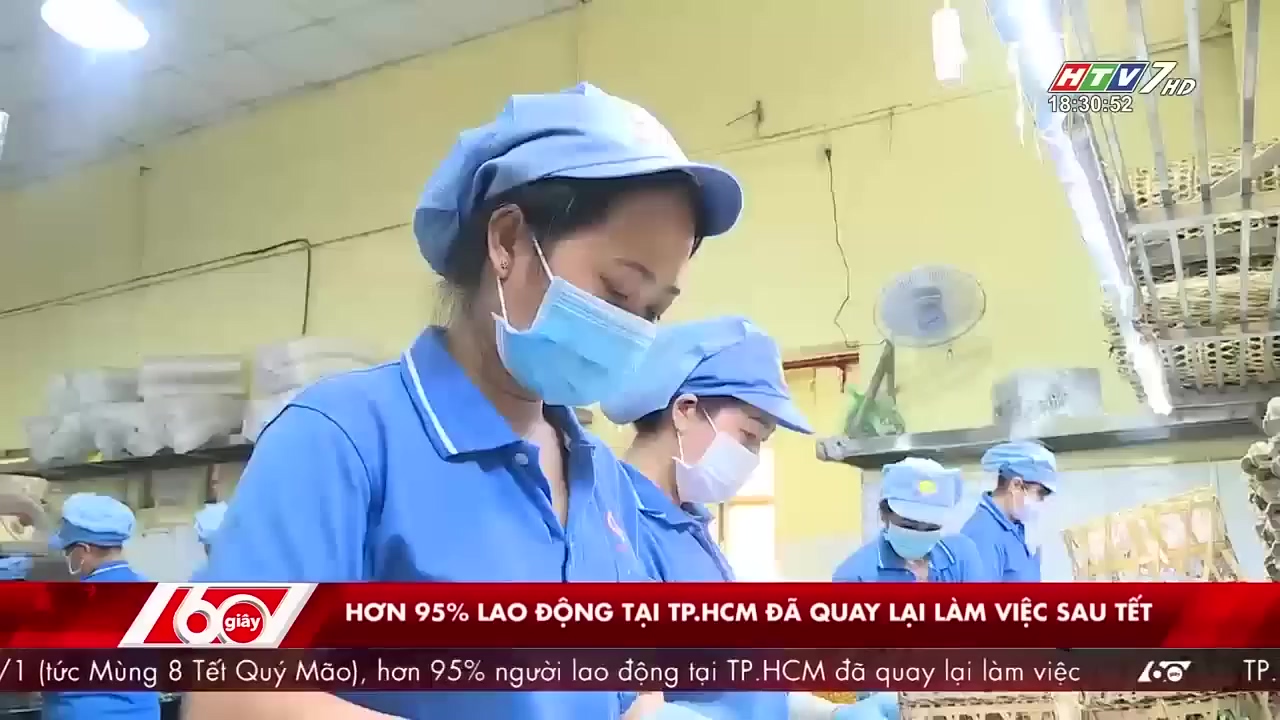 HTV7 HD
18:30:52
60 giây
HƠN 95% LAO ĐỘNG TẠI TP.HCM ĐÃ QUAY LẠI LÀM VIỆC SAU TẾT
/1 (tức Mùng 8 Tết Quý Mão), hơn 95% người lao động tại TP.HCM đã quay lại làm việc 60 giây TP.